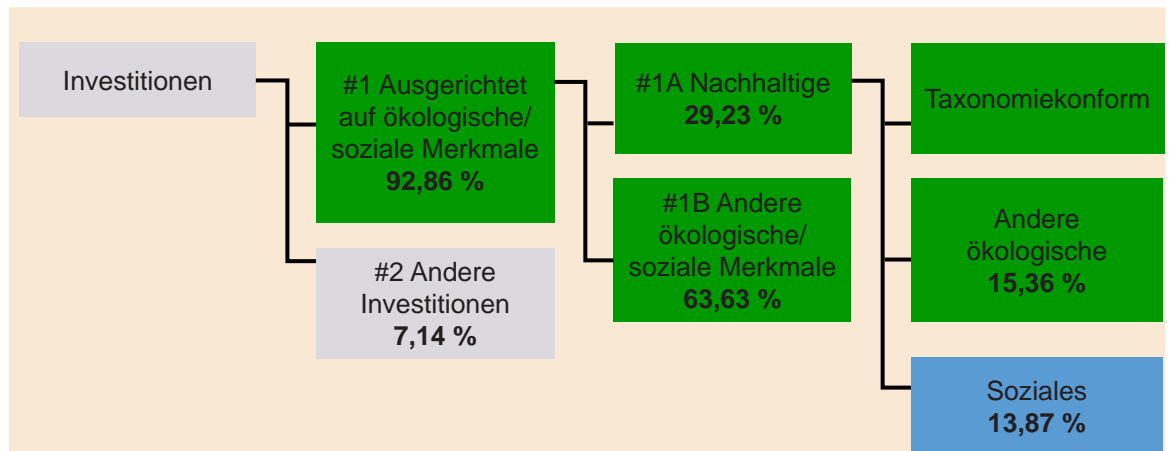 Investitionen
#1 Ausgerichtet
auf ökologische/
soziale Merkmale
92,86 %
#2 Andere
Investitionen
7,14 %
#1A Nachhaltige
29,23 %
#1B Andere
ökologische/
soziale Merkmale
63,63 %
Taxonomiekonform
Andere
ökologische
15,36 %
Soziales
13,87 %